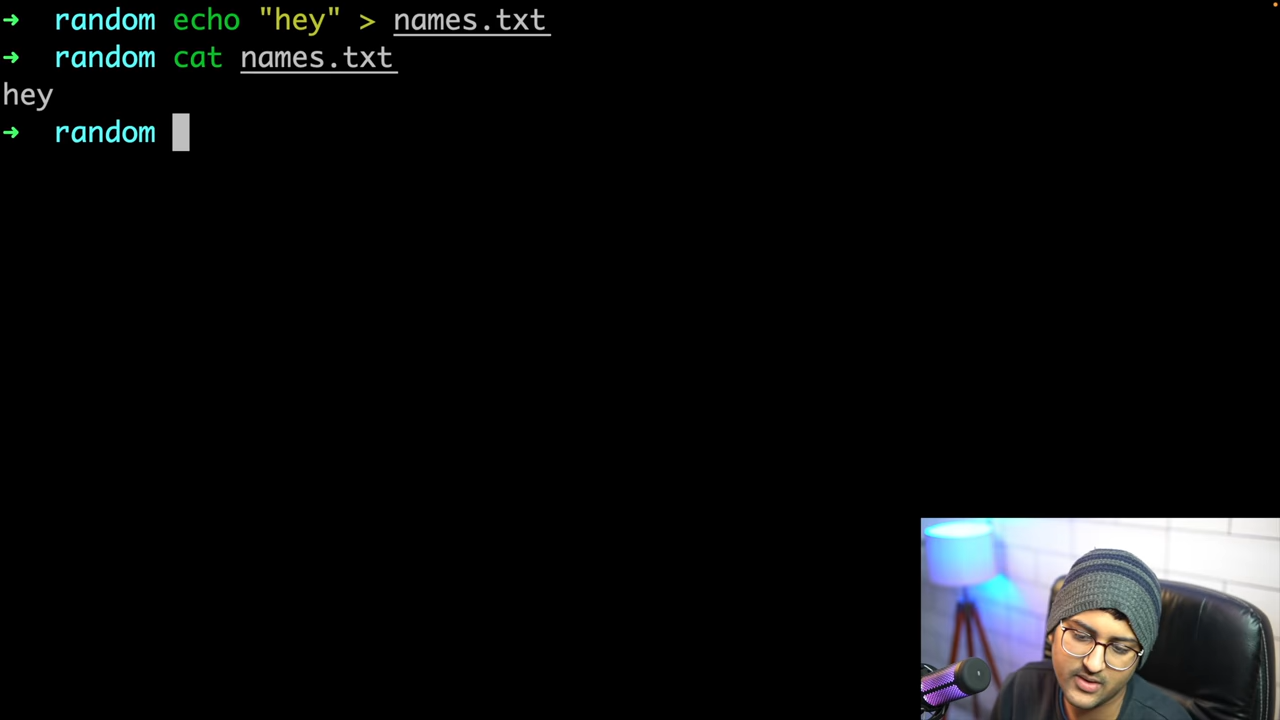 ➜  random echo "hey" > names.txt
➜  random cat names.txt
hey
➜  random